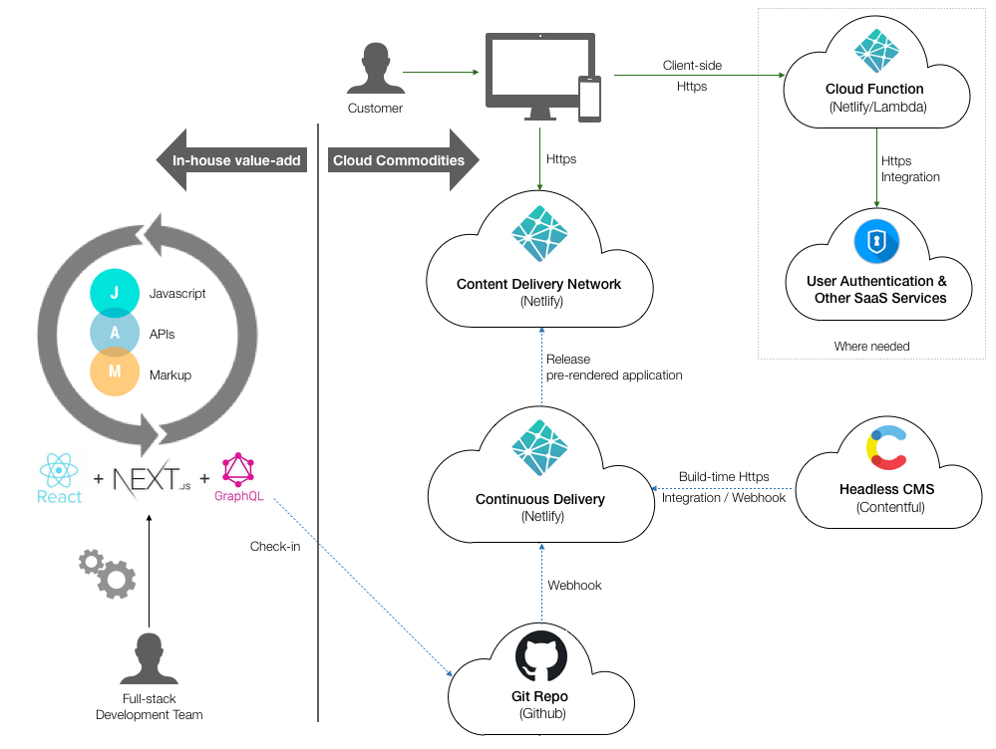 Customer
Client-side
Https
Cloud Function
(Netlify/Lambda)
In-house value-add
Cloud Commodities
Https
Https
Integration
Content Delivery Network
(Netlify)
User Authentication &
Other SaaS Services
Where needed
J
Javascript
A
APIs
M
Markup
Release
pre-rendered application
React
+
NEXT.JS
+
GraphQL
Continuous Delivery
(Netlify)
Build-time Https
Integration / Webhook
Headless CMS
(Contentful)
Check-in
Webhook
Full-stack
Development Team
Git Repo
(Github)